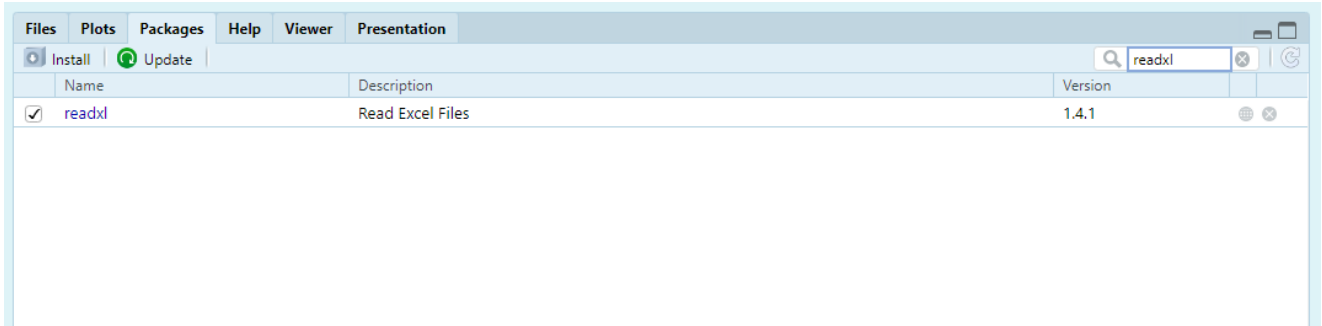 Files Plots Packages Help Viewer Presentation
Install Update readxl
Name Description Version
readxl Read Excel Files 1.4.1